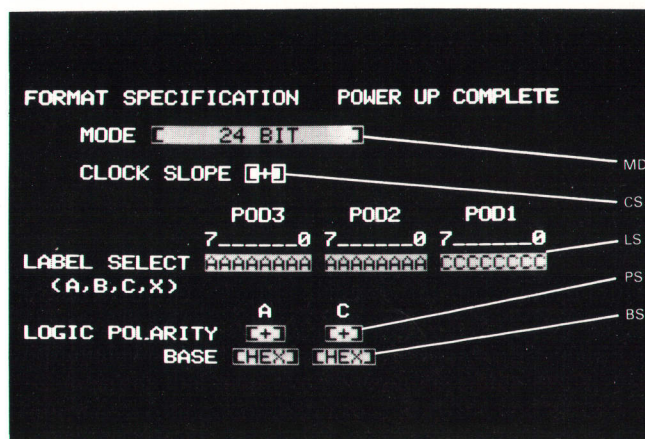 FORMAT SPECIFICATION POWER UP COMPLETE
MODE [ 24 BIT ]
MD
CLOCK SLOPE [+]
CS
POD3 POD2 POD1
7______0 7______0 7______0
LABEL SELECT AAAAAAAA AAAAAAAA CCCCCCCC
LS
(A,B,C,X)
A C
PS
LOGIC POLARITY [+] [+]
BASE [HEX] [HEX]
BS